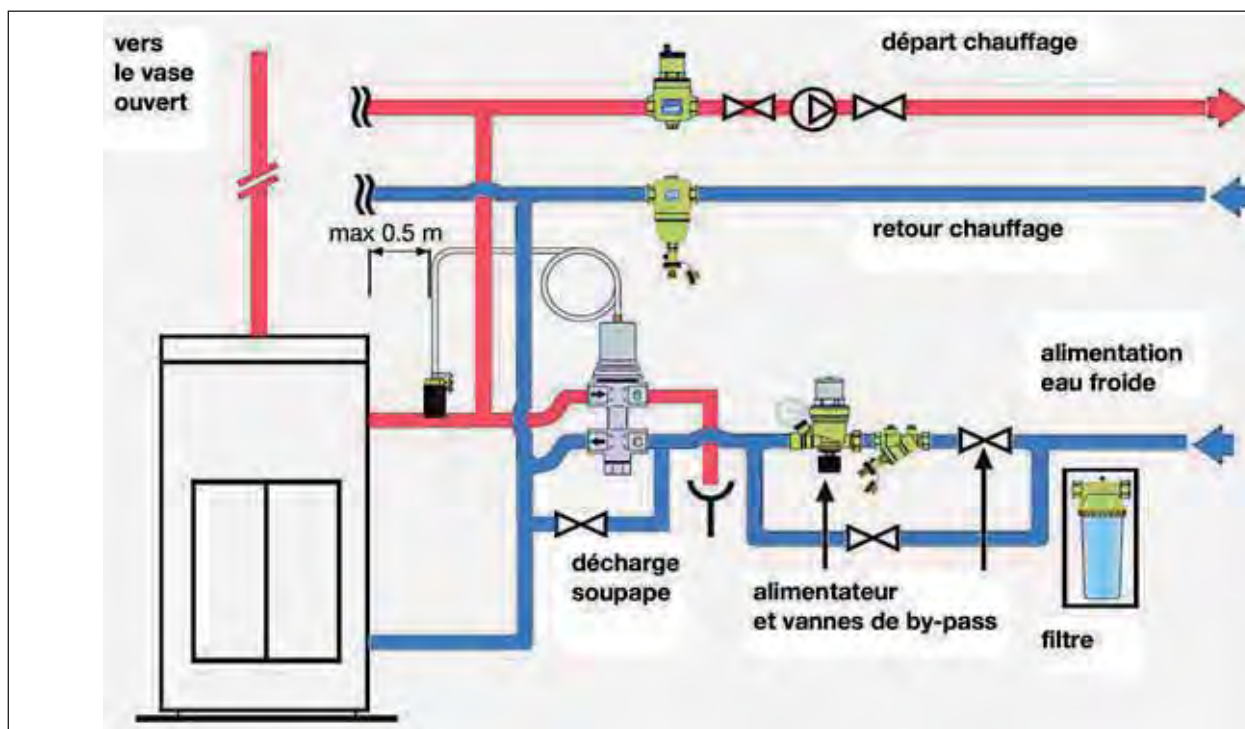 vers
le vase
ouvert
départ chauffage
retour chauffage
max 0.5 m
alimentation
eau froide
S
C
décharge
soupape
alimentateur
et vannes de by-pass
filtre